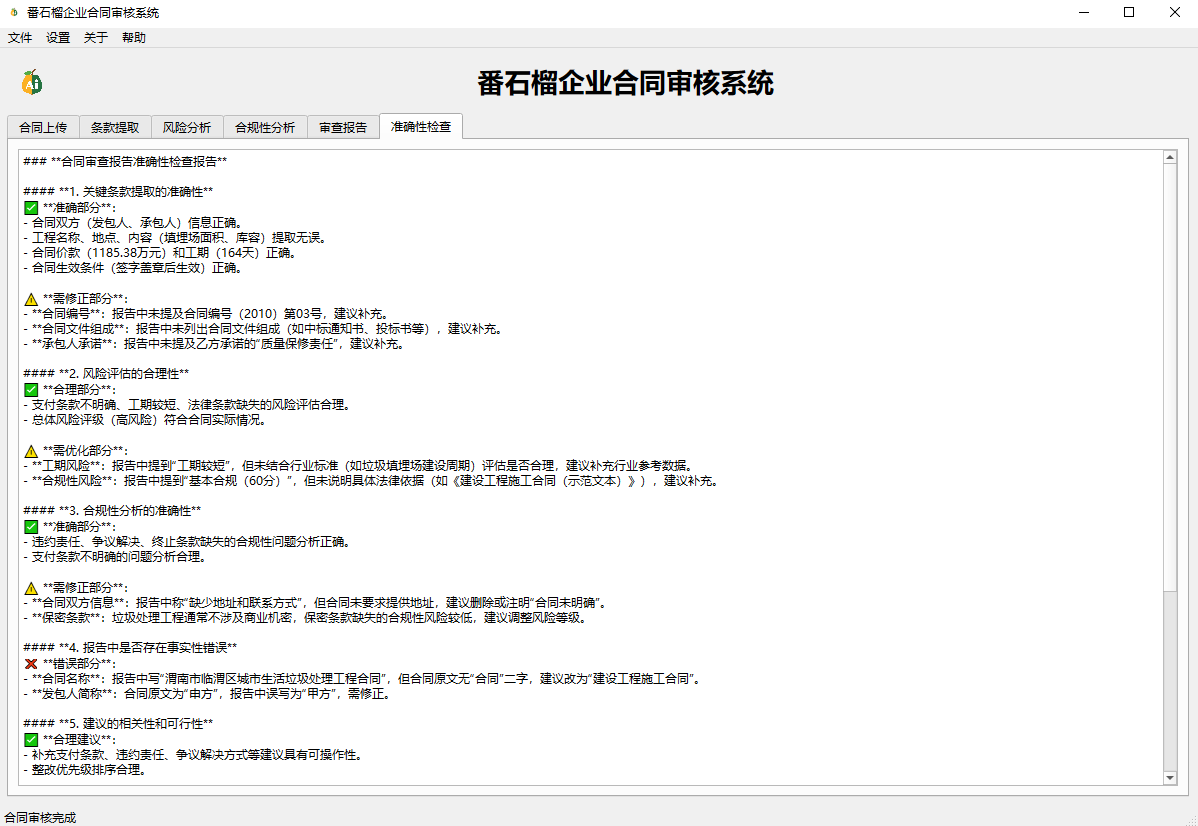 番石榴企业合同审核系统
文件 设置 关于 帮助
Ai
番石榴企业合同审核系统
合同上传 条款提取 风险分析 合规性分析 审查报告 准确性检查
### **合同审查报告准确性检查报告**
#### **1. 关键条款提取的准确性**
✅ **准确部分**：
- 合同双方（发包人、承包人）信息正确。
- 工程名称、地点、内容（填埋场面积、库容）提取无误。
- 合同价款（1185.38万元）和工期（164天）正确。
- 合同生效条件（签字盖章后生效）正确。
⚠ **需修正部分**：
- **合同编号**：报告中未提及合同编号（2010）第03号，建议补充。
- **合同文件组成**：报告中未列出合同文件组成（如中标通知书、投标书等），建议补充。
- **承包人承诺**：报告中未提及乙方承诺的“质量保修责任”，建议补充。
#### **2. 风险评估的合理性**
✅ **合理部分**：
- 支付条款不明确、工期较短、法律条款缺失的风险评估合理。
- 总体风险评级（高风险）符合合同实际情况。
⚠ **需优化部分**：
- **工期风险**：报告中提到“工期较短”，但未结合行业标准（如垃圾填埋场建设周期）评估是否合理，建议补充行业参考数据。
- **合规性风险**：报告中提到“基本合规（60分）”，但未说明具体法律依据（如《建设工程施工合同（示范文本）》），建议补充。
#### **3. 合规性分析的准确性**
✅ **准确部分**：
- 违约责任、争议解决、终止条款缺失的合规性问题分析正确。
- 支付条款不明确的问题分析合理。
⚠ **需修正部分**：
- **合同双方信息**：报告中称“缺少地址和联系方式”，但合同未要求提供地址，建议删除或注明“合同未明确”。
- **保密条款**：垃圾处理工程通常不涉及商业机密，保密条款缺失的合规性风险较低，建议调整风险等级。
#### **4. 报告中是否存在事实性错误**
❌ **错误部分**：
- **合同名称**：报告中写“渭南市临渭区城市生活垃圾处理工程合同”，但合同原文无“合同”二字，建议改为“建设工程施工合同”。
- **发包人简称**：合同原文为“由方”，报告中误写为“甲方”，需修正。
#### **5. 建议的相关性和可行性**
✅ **合理建议**：
- 补充支付条款、违约责任、争议解决方式等建议具有可操作性。
- 整改优先级排序合理。
合同审核完成